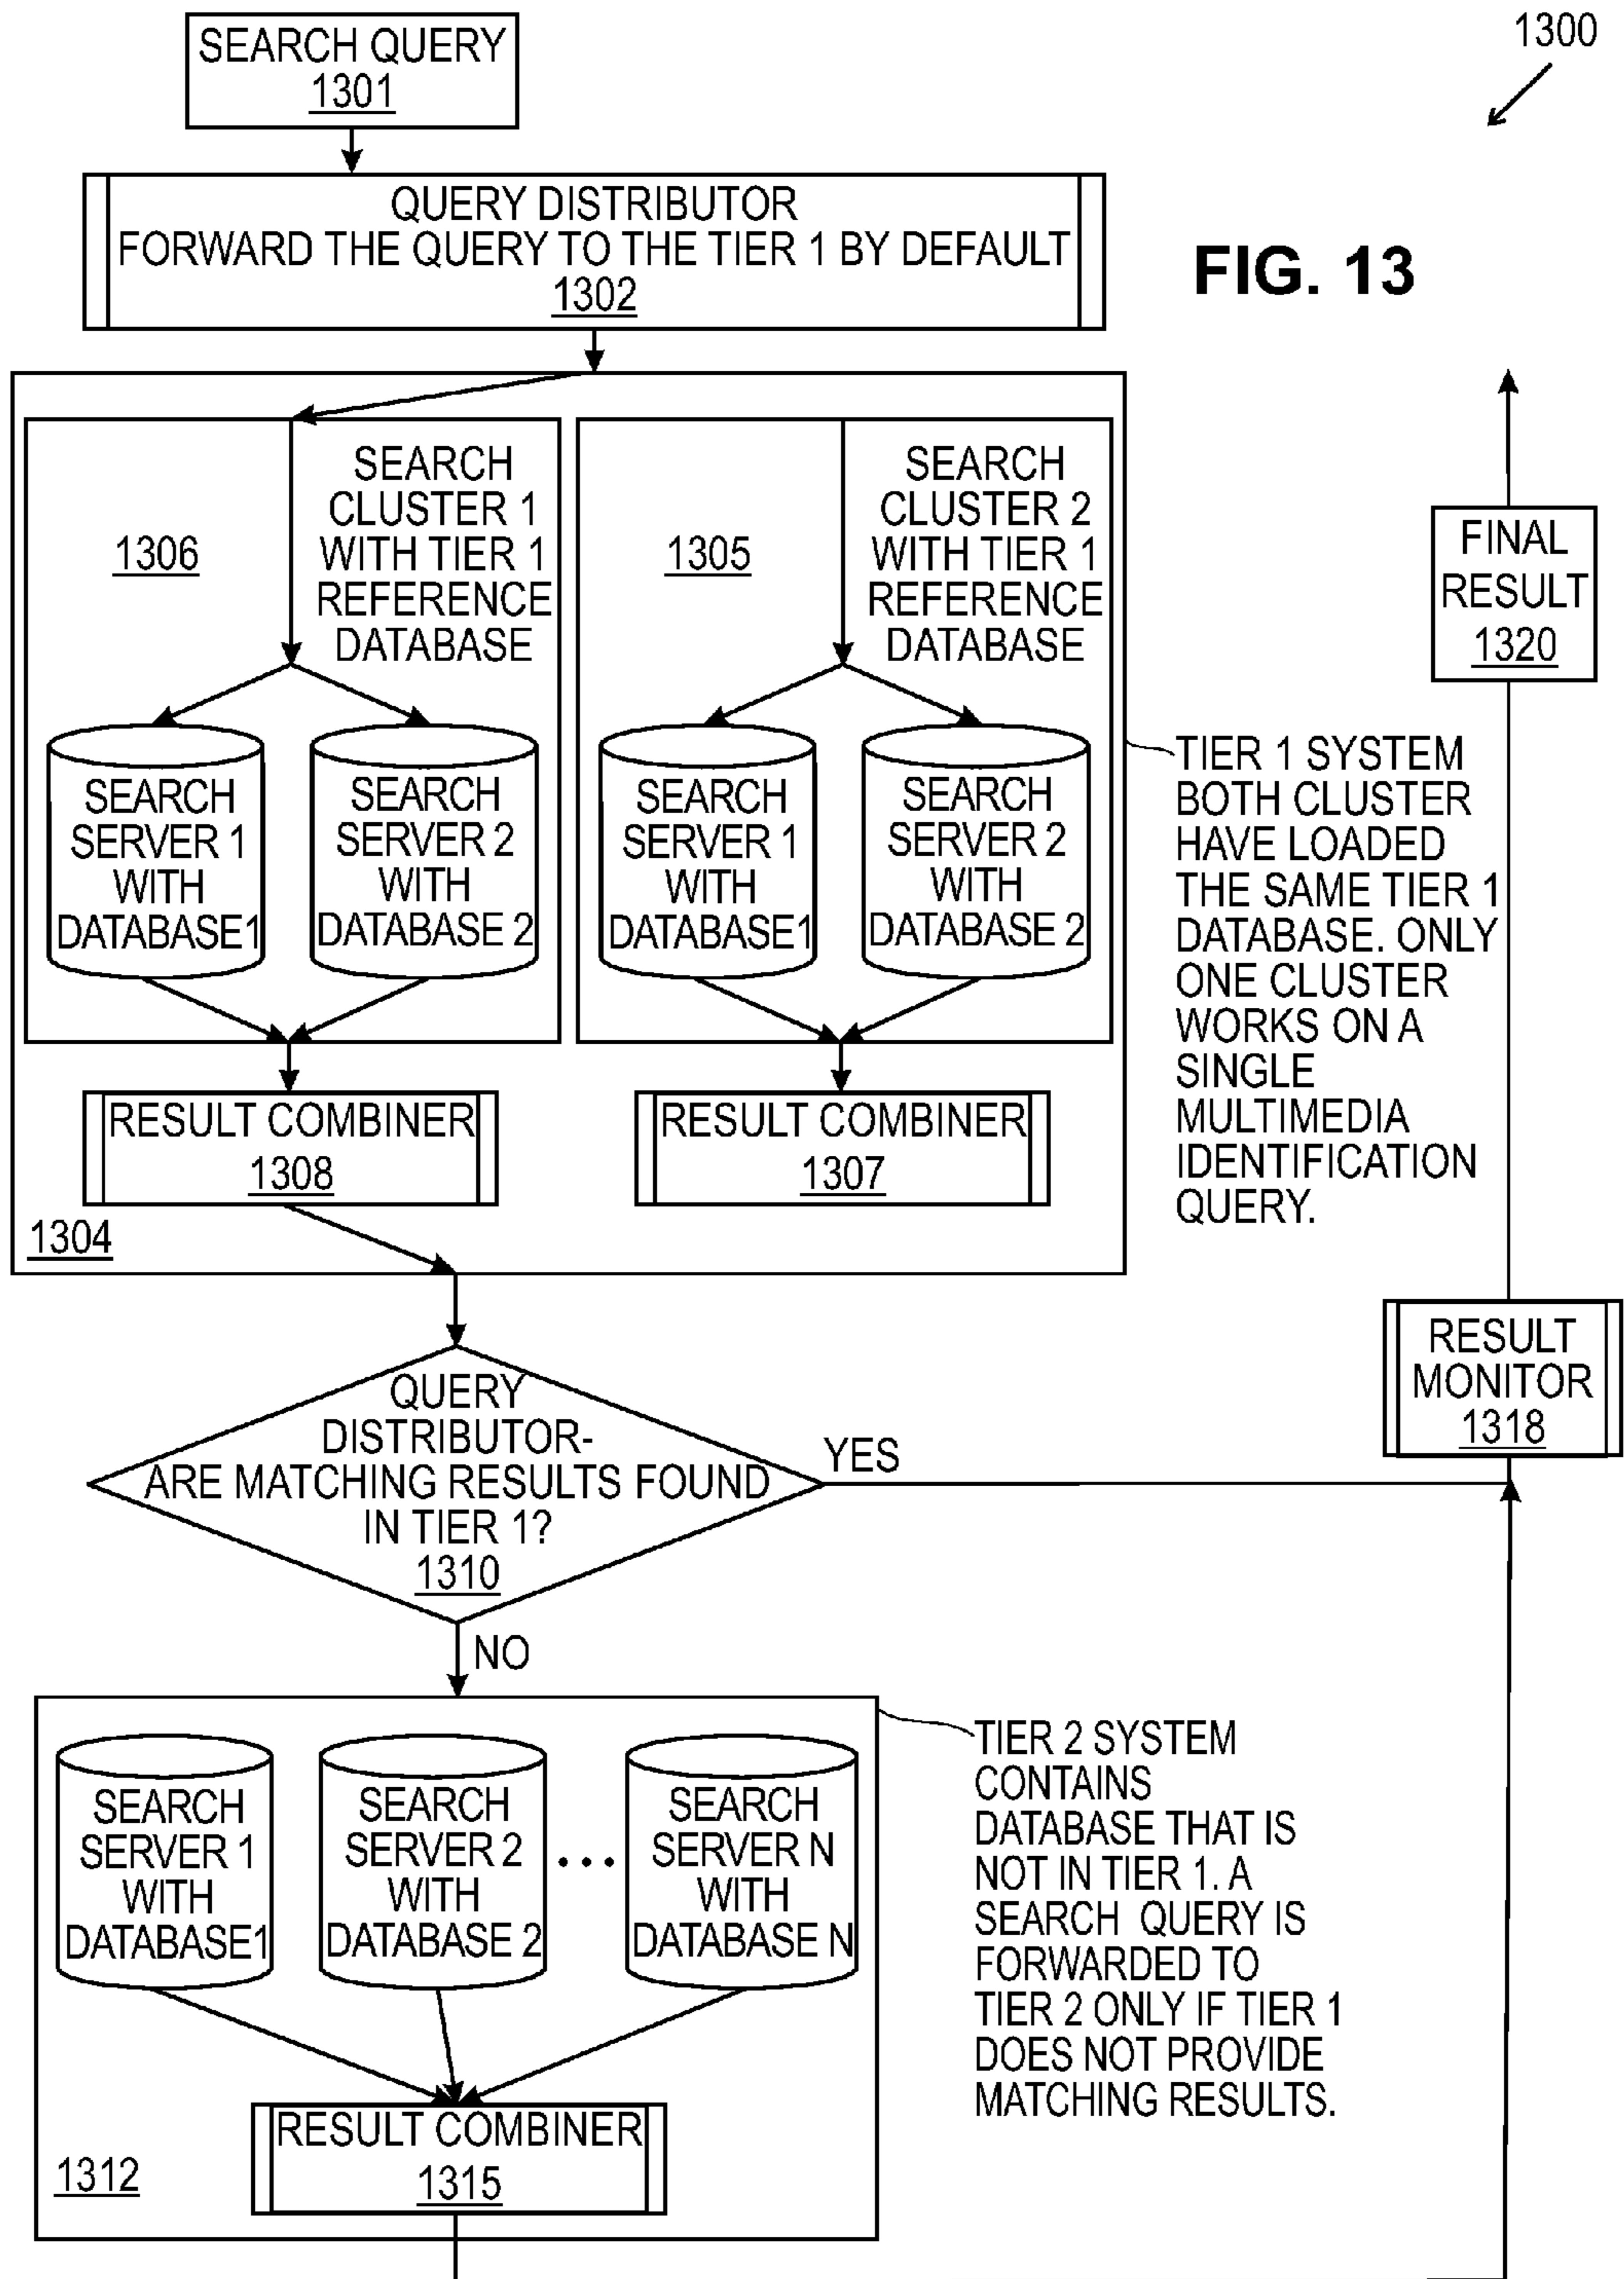 1300
SEARCH QUERY
1301
QUERY DISTRIBUTOR
FORWARD THE QUERY TO THE TIER 1 BY DEFAULT
1302
FIG. 13
1306
SEARCH
CLUSTER 1
WITH TIER 1
REFERENCE
DATABASE
1305
SEARCH
CLUSTER 2
WITH TIER 1
REFERENCE
DATABASE
SEARCH
SERVER 1
WITH
DATABASE1
SEARCH
SERVER 2
WITH
DATABASE 2
SEARCH
SERVER 1
WITH
DATABASE1
SEARCH
SERVER 2
WITH
DATABASE 2
RESULT COMBINER
1308
RESULT COMBINER
1307
1304
TIER 1 SYSTEM
BOTH CLUSTER
HAVE LOADED
THE SAME TIER 1
DATABASE. ONLY
ONE CLUSTER
WORKS ON A
SINGLE
MULTIMEDIA
IDENTIFICATION
QUERY.
FINAL
RESULT
1320
RESULT
MONITOR
1318
QUERY
DISTRIBUTOR-
ARE MATCHING RESULTS FOUND
IN TIER 1?
1310
YES
NO
SEARCH
SERVER 1
WITH
DATABASE1
SEARCH
SERVER 2
WITH
DATABASE 2
...
SEARCH
SERVER N
WITH
DATABASE N
RESULT COMBINER
1315
1312
TIER 2 SYSTEM
CONTAINS
DATABASE THAT IS
NOT IN TIER 1. A
SEARCH QUERY IS
FORWARDED TO
TIER 2 ONLY IF TIER 1
DOES NOT PROVIDE
MATCHING RESULTS.